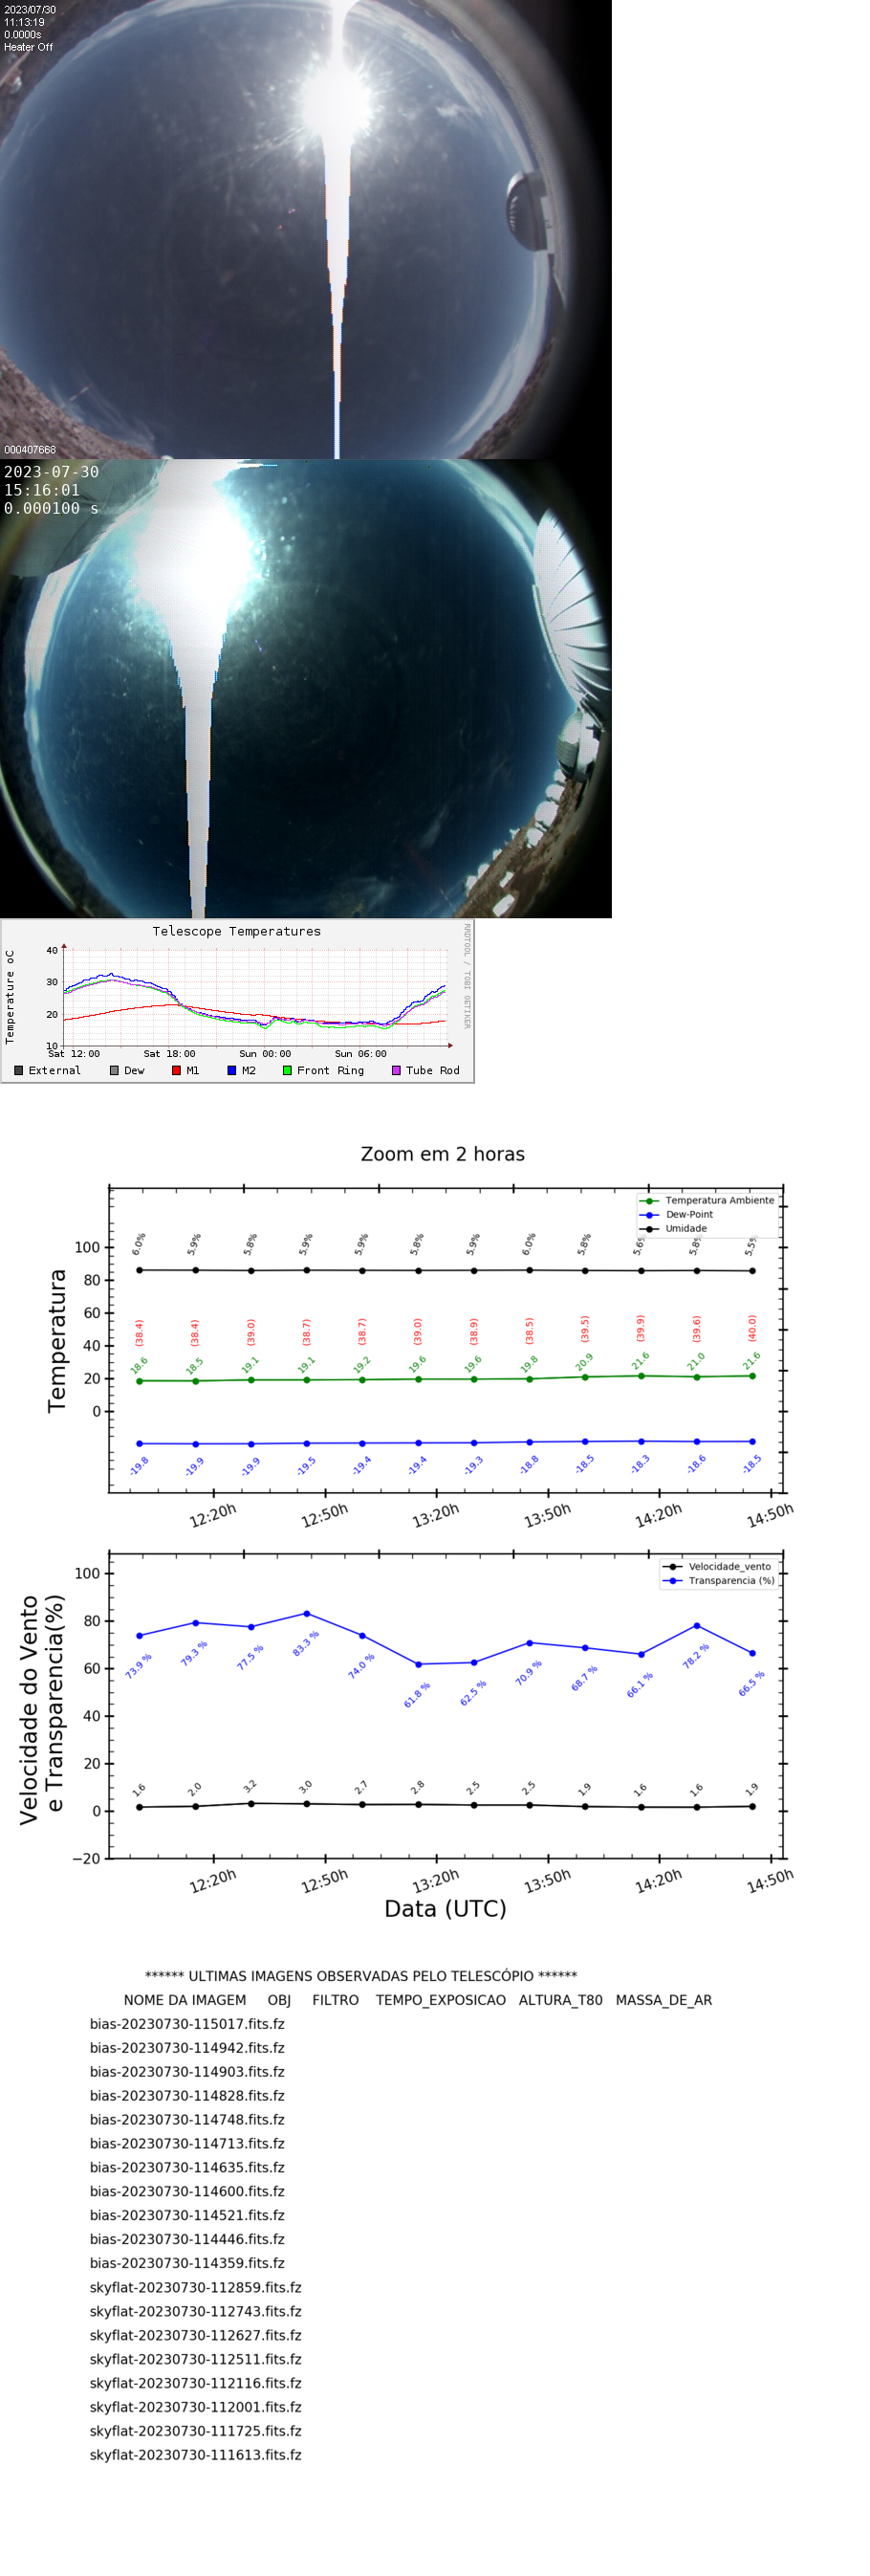 2023/07/30
11:13:19
0.0000s
Heater Off
000407668
2023-07-30
15:16:01
0.000100 s
Telescope Temperatures
RRDTOOL / TOBI OETIKER
Temperature oC
40
30
20
10
Sat 12:00 Sat 18:00 Sun 00:00 Sun 06:00
External Dew M1 M2 Front Ring Tube Rod
Zoom em 2 horas
Temperatura Ambiente
Dew-Point
Umidade
Temperatura
100
80
60
40
20
0
6.0% 5.9% 5.8% 5.9% 5.9% 5.8% 5.9% 6.0% 5.8% 5.6% 5.8% 5.5%
(38.4) (38.4) (39.0) (38.7) (38.7) (39.0) (38.9) (38.5) (39.5) (39.9) (39.6) (40.0)
18.6 18.5 19.1 19.1 19.2 19.6 19.6 19.8 20.9 21.6 21.0 21.6
-19.8 -19.9 -19.9 -19.5 -19.4 -19.4 -19.3 -18.8 -18.5 -18.3 -18.6 -18.5
12:20h 12:50h 13:20h 13:50h 14:20h 14:50h
Velocidade_vento
Transparencia (%)
Velocidade do Vento
e Transparencia(%)
100
80
60
40
20
0
−20
73.9 % 79.3 % 77.5 % 83.3 % 74.0 % 61.8 % 62.5 % 70.9 % 68.7 % 66.1 % 78.2 % 66.5 %
1.6 2.0 3.2 3.0 2.7 2.8 2.5 2.5 1.9 1.6 1.6 1.9
12:20h 12:50h 13:20h 13:50h 14:20h 14:50h
Data (UTC)
****** ULTIMAS IMAGENS OBSERVADAS PELO TELESCÓPIO ******
NOME DA IMAGEM OBJ FILTRO TEMPO_EXPOSICAO ALTURA_T80 MASSA_DE_AR
bias-20230730-115017.fits.fz
bias-20230730-114942.fits.fz
bias-20230730-114903.fits.fz
bias-20230730-114828.fits.fz
bias-20230730-114748.fits.fz
bias-20230730-114713.fits.fz
bias-20230730-114635.fits.fz
bias-20230730-114600.fits.fz
bias-20230730-114521.fits.fz
bias-20230730-114446.fits.fz
bias-20230730-114359.fits.fz
skyflat-20230730-112859.fits.fz
skyflat-20230730-112743.fits.fz
skyflat-20230730-112627.fits.fz
skyflat-20230730-112511.fits.fz
skyflat-20230730-112116.fits.fz
skyflat-20230730-112001.fits.fz
skyflat-20230730-111725.fits.fz
skyflat-20230730-111613.fits.fz